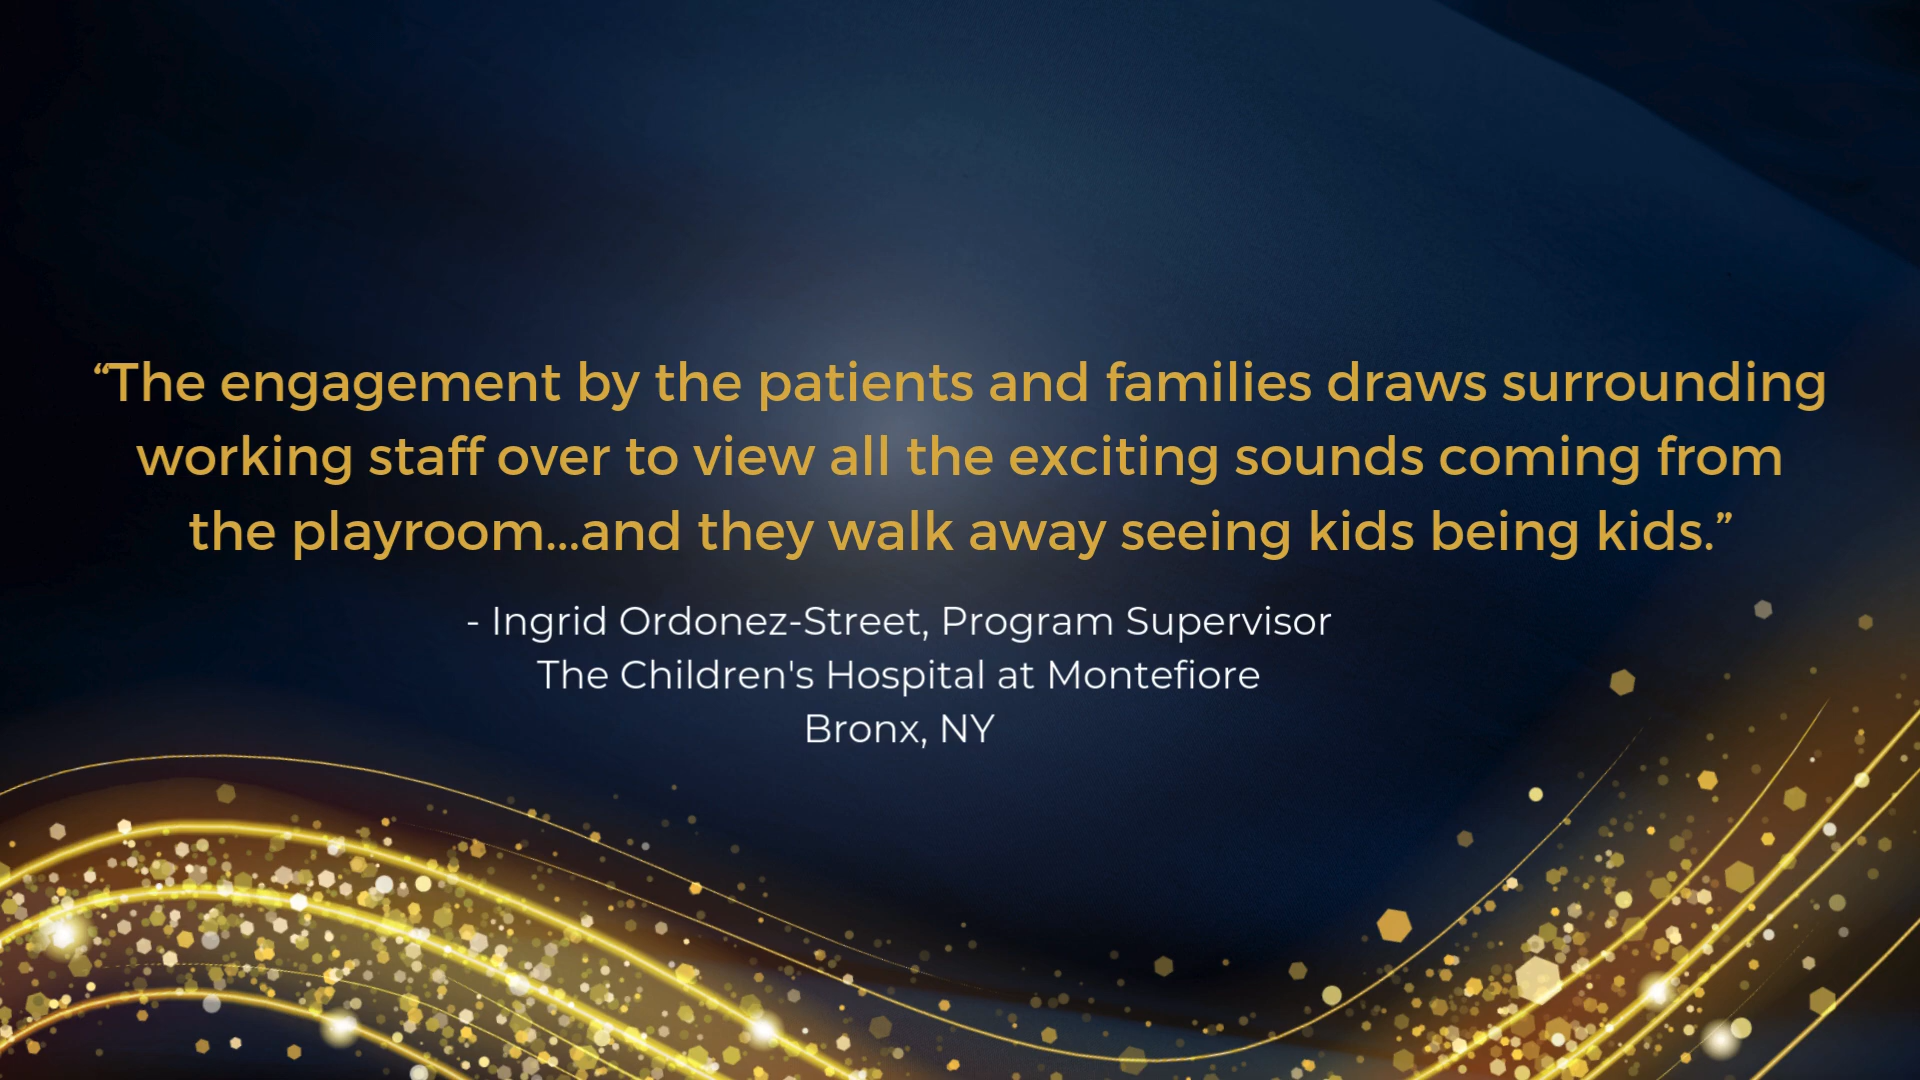 “The engagement by the patients and families draws surrounding
working staff over to view all the exciting sounds coming from
the playroom...and they walk away seeing kids being kids.”
- Ingrid Ordonez-Street, Program Supervisor
The Children's Hospital at Montefiore
Bronx, NY